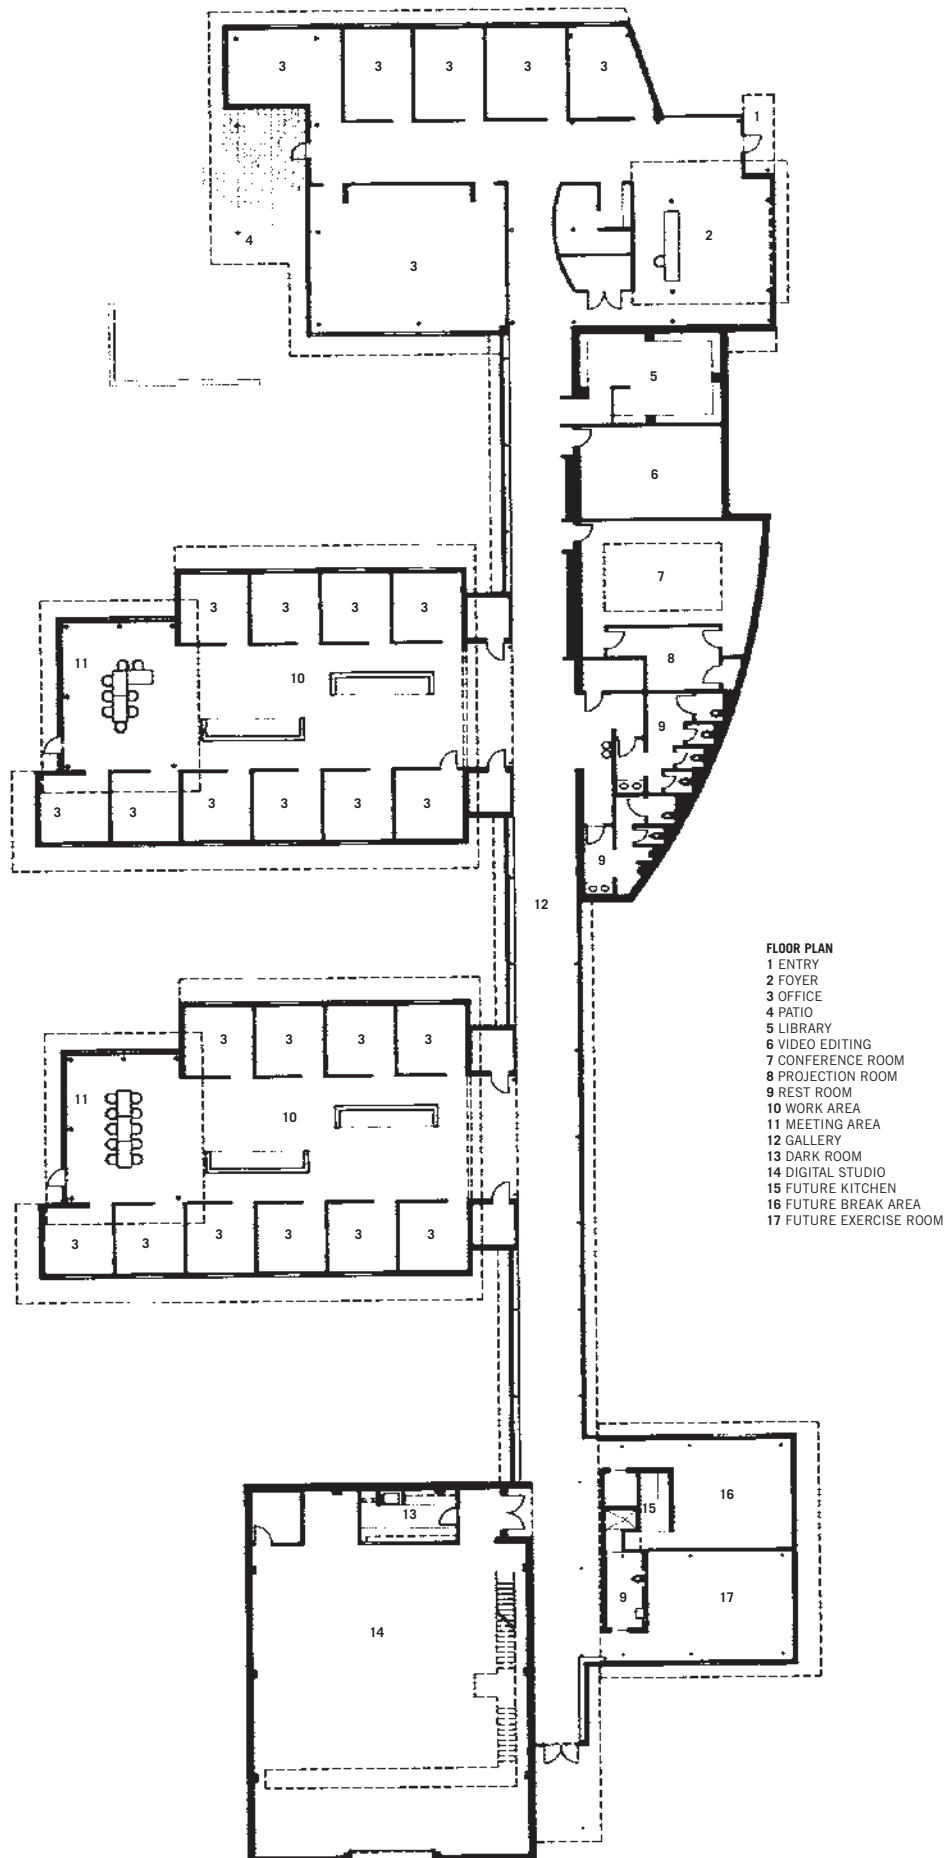 3 3 3 3 3
1
2
4
3
5
6
7
3 3 3 3
8
11
10
9
3 3 3 3 3 3
9
12
FLOOR PLAN
1 ENTRY
2 FOYER
3 OFFICE
4 PATIO
5 LIBRARY
6 VIDEO EDITING
7 CONFERENCE ROOM
8 PROJECTION ROOM
9 REST ROOM
10 WORK AREA
11 MEETING AREA
12 GALLERY
13 DARK ROOM
14 DIGITAL STUDIO
15 FUTURE KITCHEN
16 FUTURE BREAK AREA
17 FUTURE EXERCISE ROOM
3 3 3 3
11
10
3 3 3 3 3 3
16
15
13
9
17
14